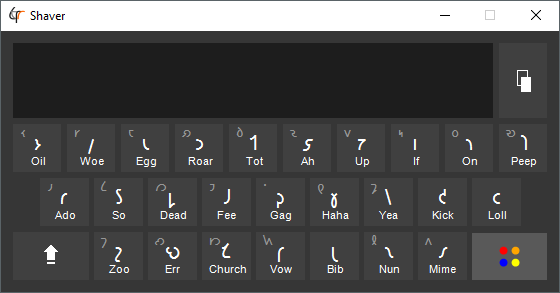 Shaver
𐑶 𐑢 𐑧 𐑮 𐑑 𐑭 𐑳 𐑦 𐑪 𐑐
Oil Woe Egg Roar Tot Ah Up If On Peep
𐑩 𐑕 𐑛 𐑓 𐑜 𐑣 𐑘 𐑒 𐑤
Ado So Dead Fee Gag Haha Yea Kick Loll
𐑟 𐑻 𐑗 𐑝 𐑚 𐑯 𐑥
Zoo Err Church Vow Bib Nun Mime